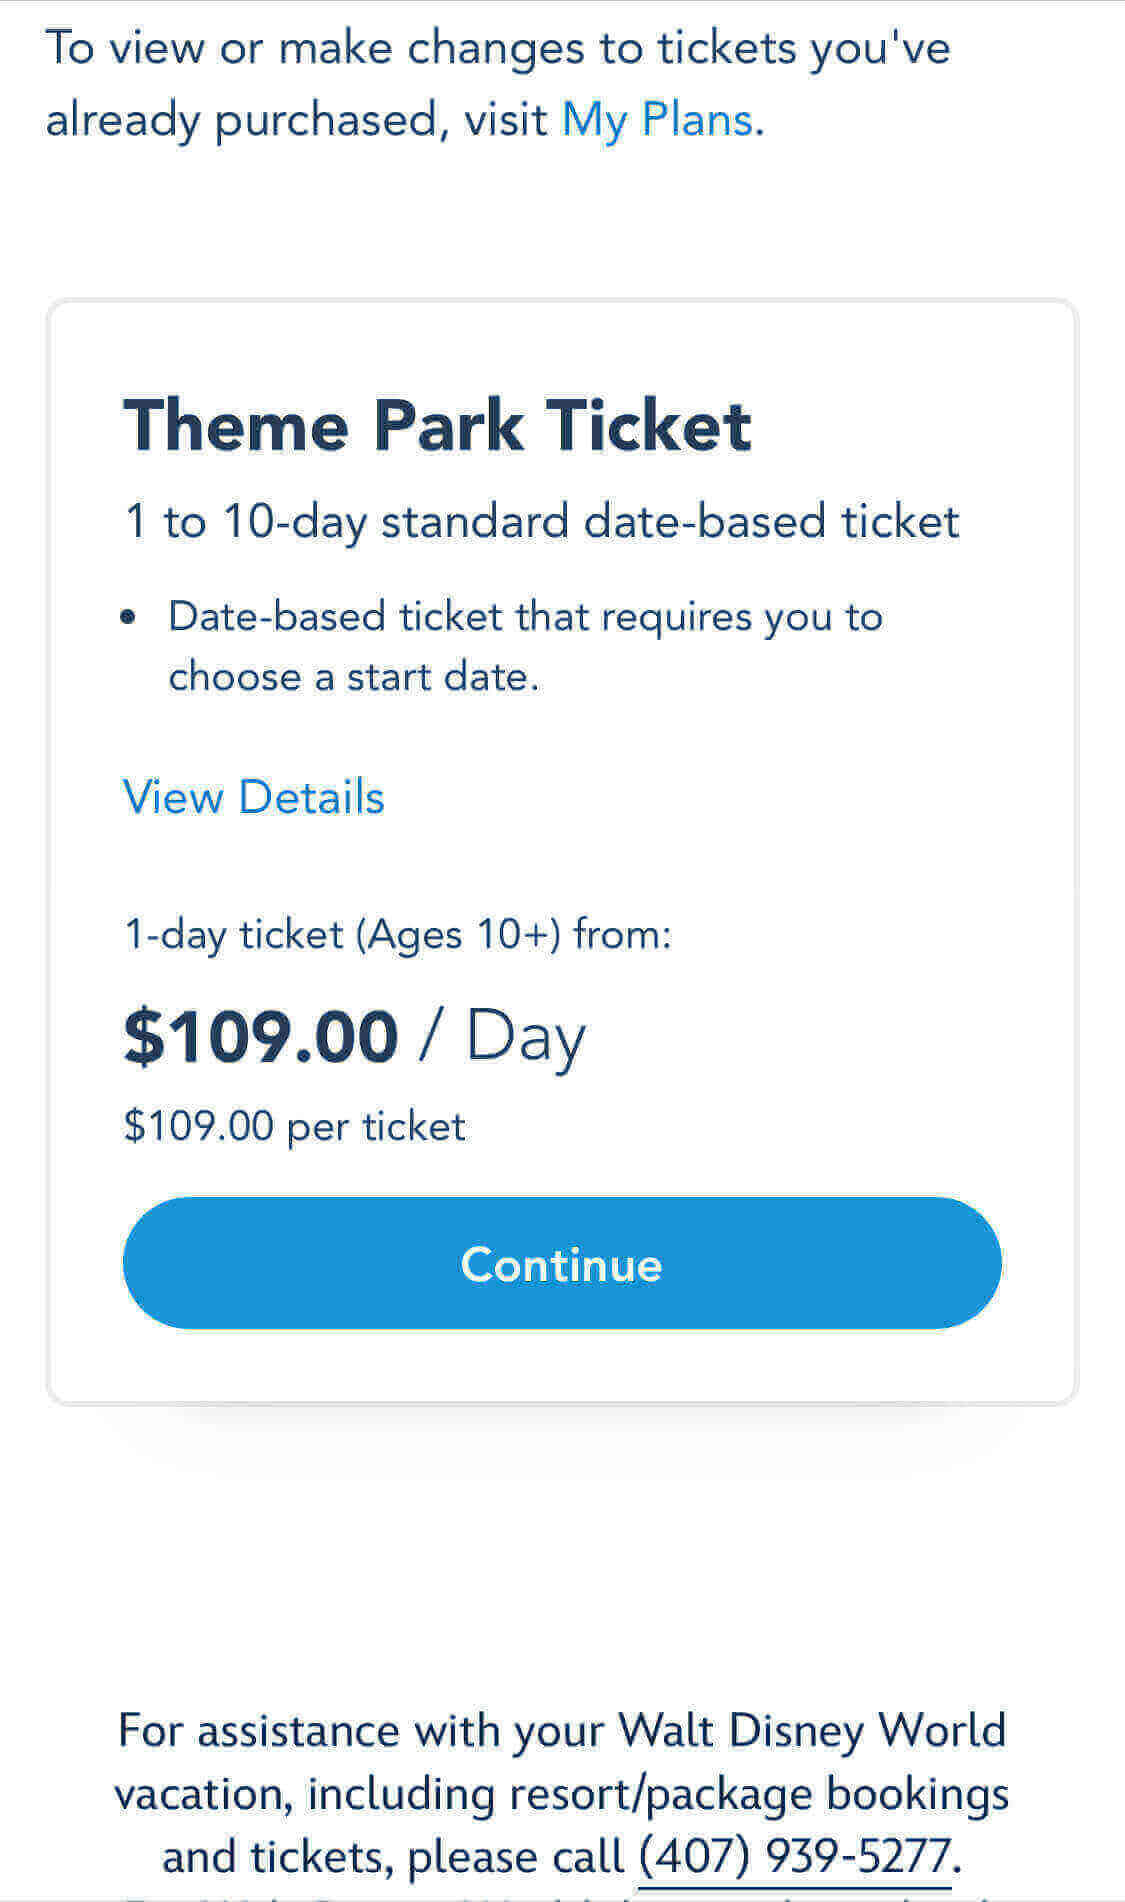 To view or make changes to tickets you've
already purchased, visit My Plans.
Theme Park Ticket
1 to 10-day standard date-based ticket
• Date-based ticket that requires you to
choose a start date.
View Details
1-day ticket (Ages 10+) from:
$109.00 / Day
$109.00 per ticket
Continue
For assistance with your Walt Disney World
vacation, including resort/package bookings
and tickets, please call (407) 939-5277.